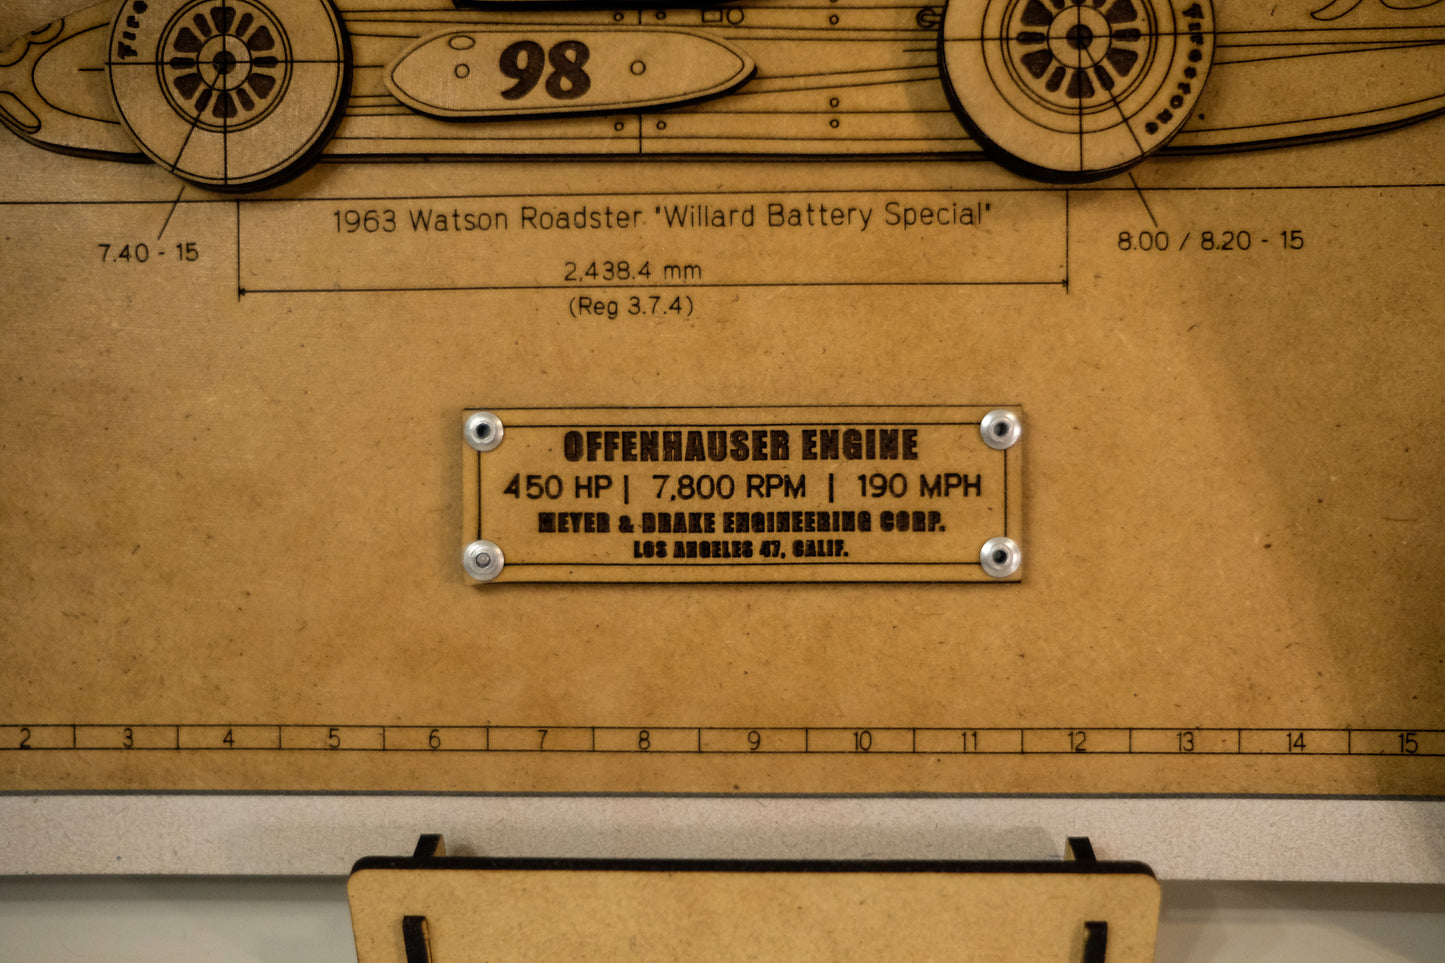 Fire
98
Firestone
1963 Watson Roadster "Willard Battery Special"
7.40 - 15
8.00 / 8.20 - 15
2,438.4 mm
(Reg 3.7.4)
OFFENHAUSER ENGINE
450 HP | 7,800 RPM | 190 MPH
MEYER & DRAKE ENGINEERING CORP.
LOS ANGELES 47, CALIF.
2 3 4 5 6 7 8 9 10 11 12 13 14 15